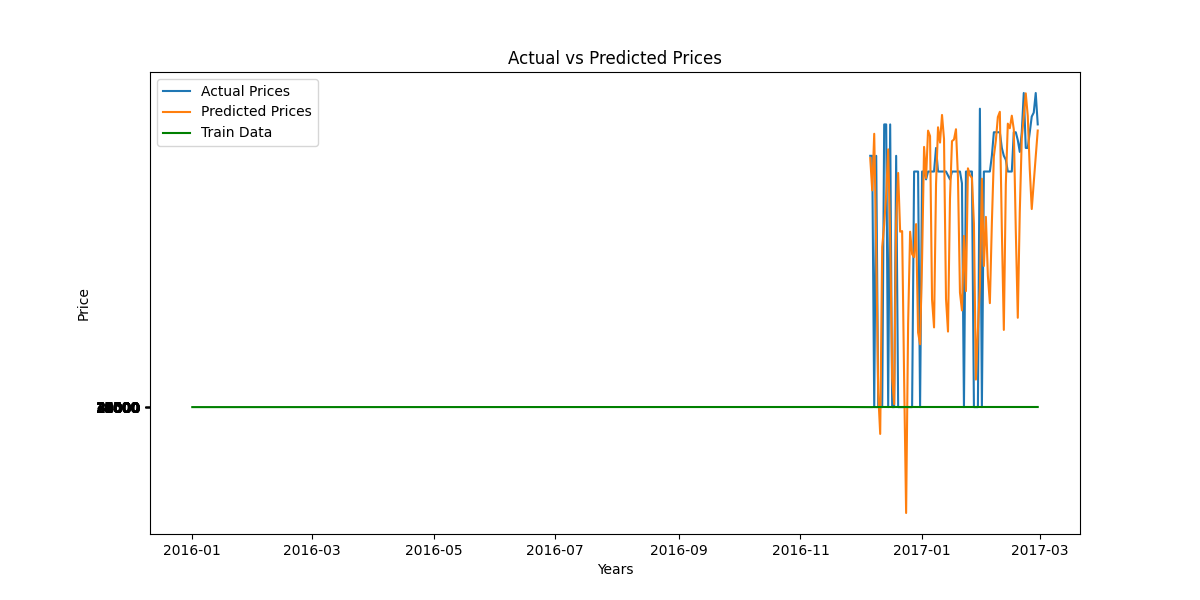 Actual vs Predicted Prices
Actual Prices
Predicted Prices
Train Data
Price
2016-01
2016-03
2016-05
2016-07
2016-09
2016-11
2017-01
2017-03
Years